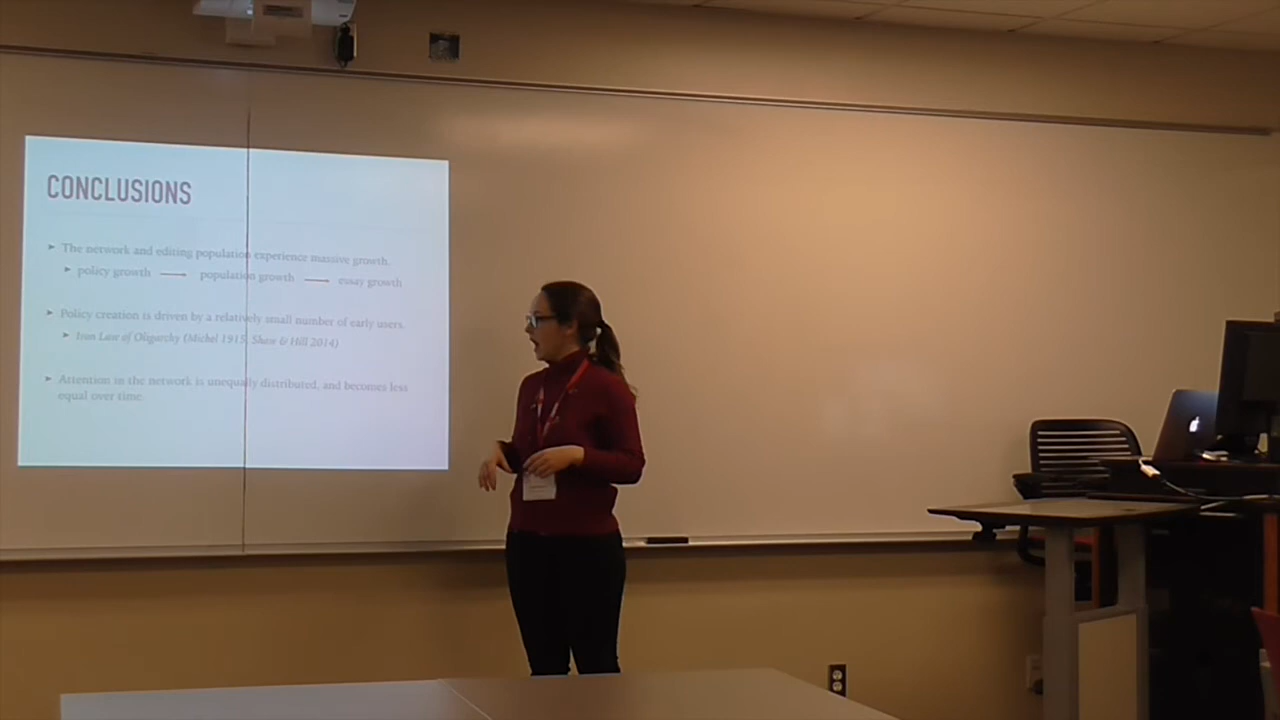 CONCLUSIONS
➤ The network and editing population experience massive growth.
➤ policy growth ⟶ population growth ⟶ essay growth
➤ Policy creation is driven by a relatively small number of early users.
➤ Iron Law of Oligarchy (Michel 1915, Shaw & Hill 2014)
➤ Attention in the network is unequally distributed, and becomes less
equal over time.